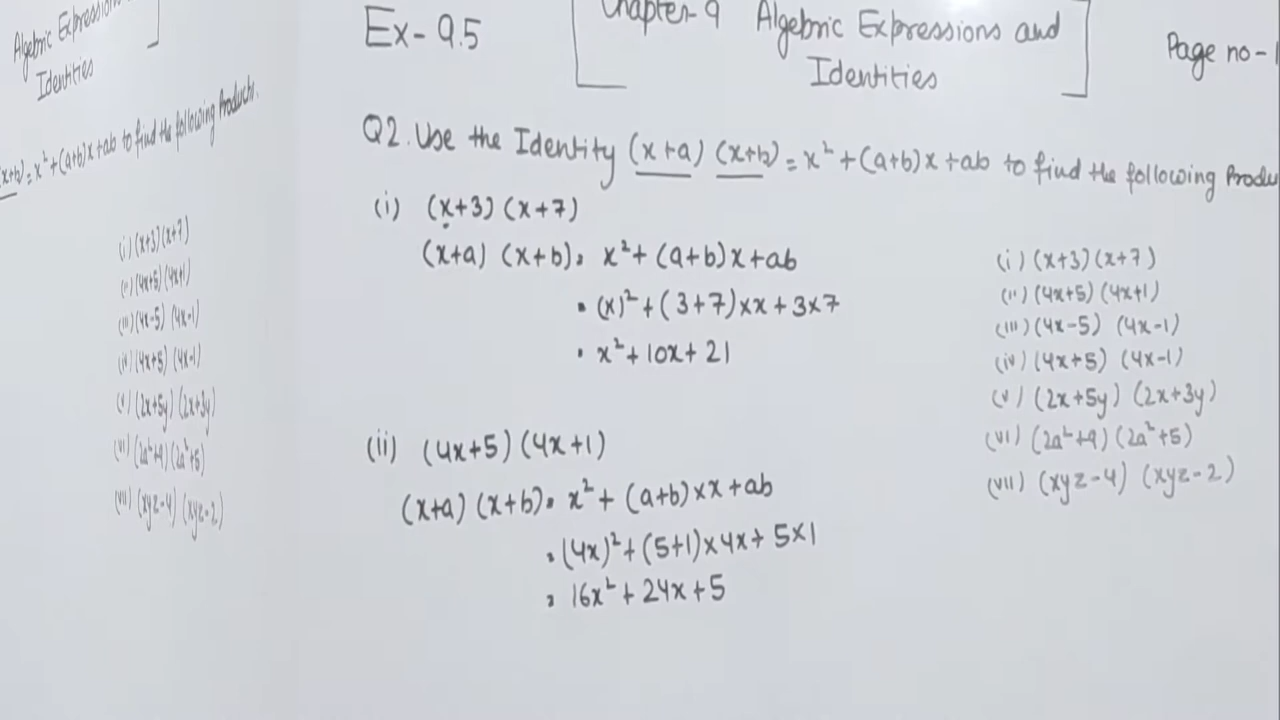 Algebric Expression
Identities
x+b) = x² + (a+b)x + ab to find the following Products.
(i) (x+3) (x+7)
(ii) (4x+5) (4x+1)
(iii) (4x-5) (4x-1)
(iv) (4x+5) (4x-1)
(v) (2x+5y) (2x+3y)
(vi) (2a²+9) (2a²+5)
(vii) (xyz-4) (xyz-2)
Ex- 9.5
Chapter-9 Algebric Expressions and
Identities
Page no-
Q2. Use the Identity (x+a) (x+b) = x² + (a+b)x + ab to find the following Produ
(i) (x+3) (x+7)
(x+a) (x+b) = x² + (a+b)x + ab
= (x)² + (3+7)×x + 3×7
= x² + 10x + 21
(ii) (4x+5) (4x+1)
(x+a) (x+b) = x² + (a+b)×x + ab
= (4x)² + (5+1)×4x + 5×1
= 16x² + 24x + 5
(i) (x+3) (x+7)
(ii) (4x+5) (4x+1)
(iii) (4x-5) (4x-1)
(iv) (4x+5) (4x-1)
(v) (2x+5y) (2x+3y)
(vi) (2a²+9) (2a²+5)
(vii) (xyz-4) (xyz-2)